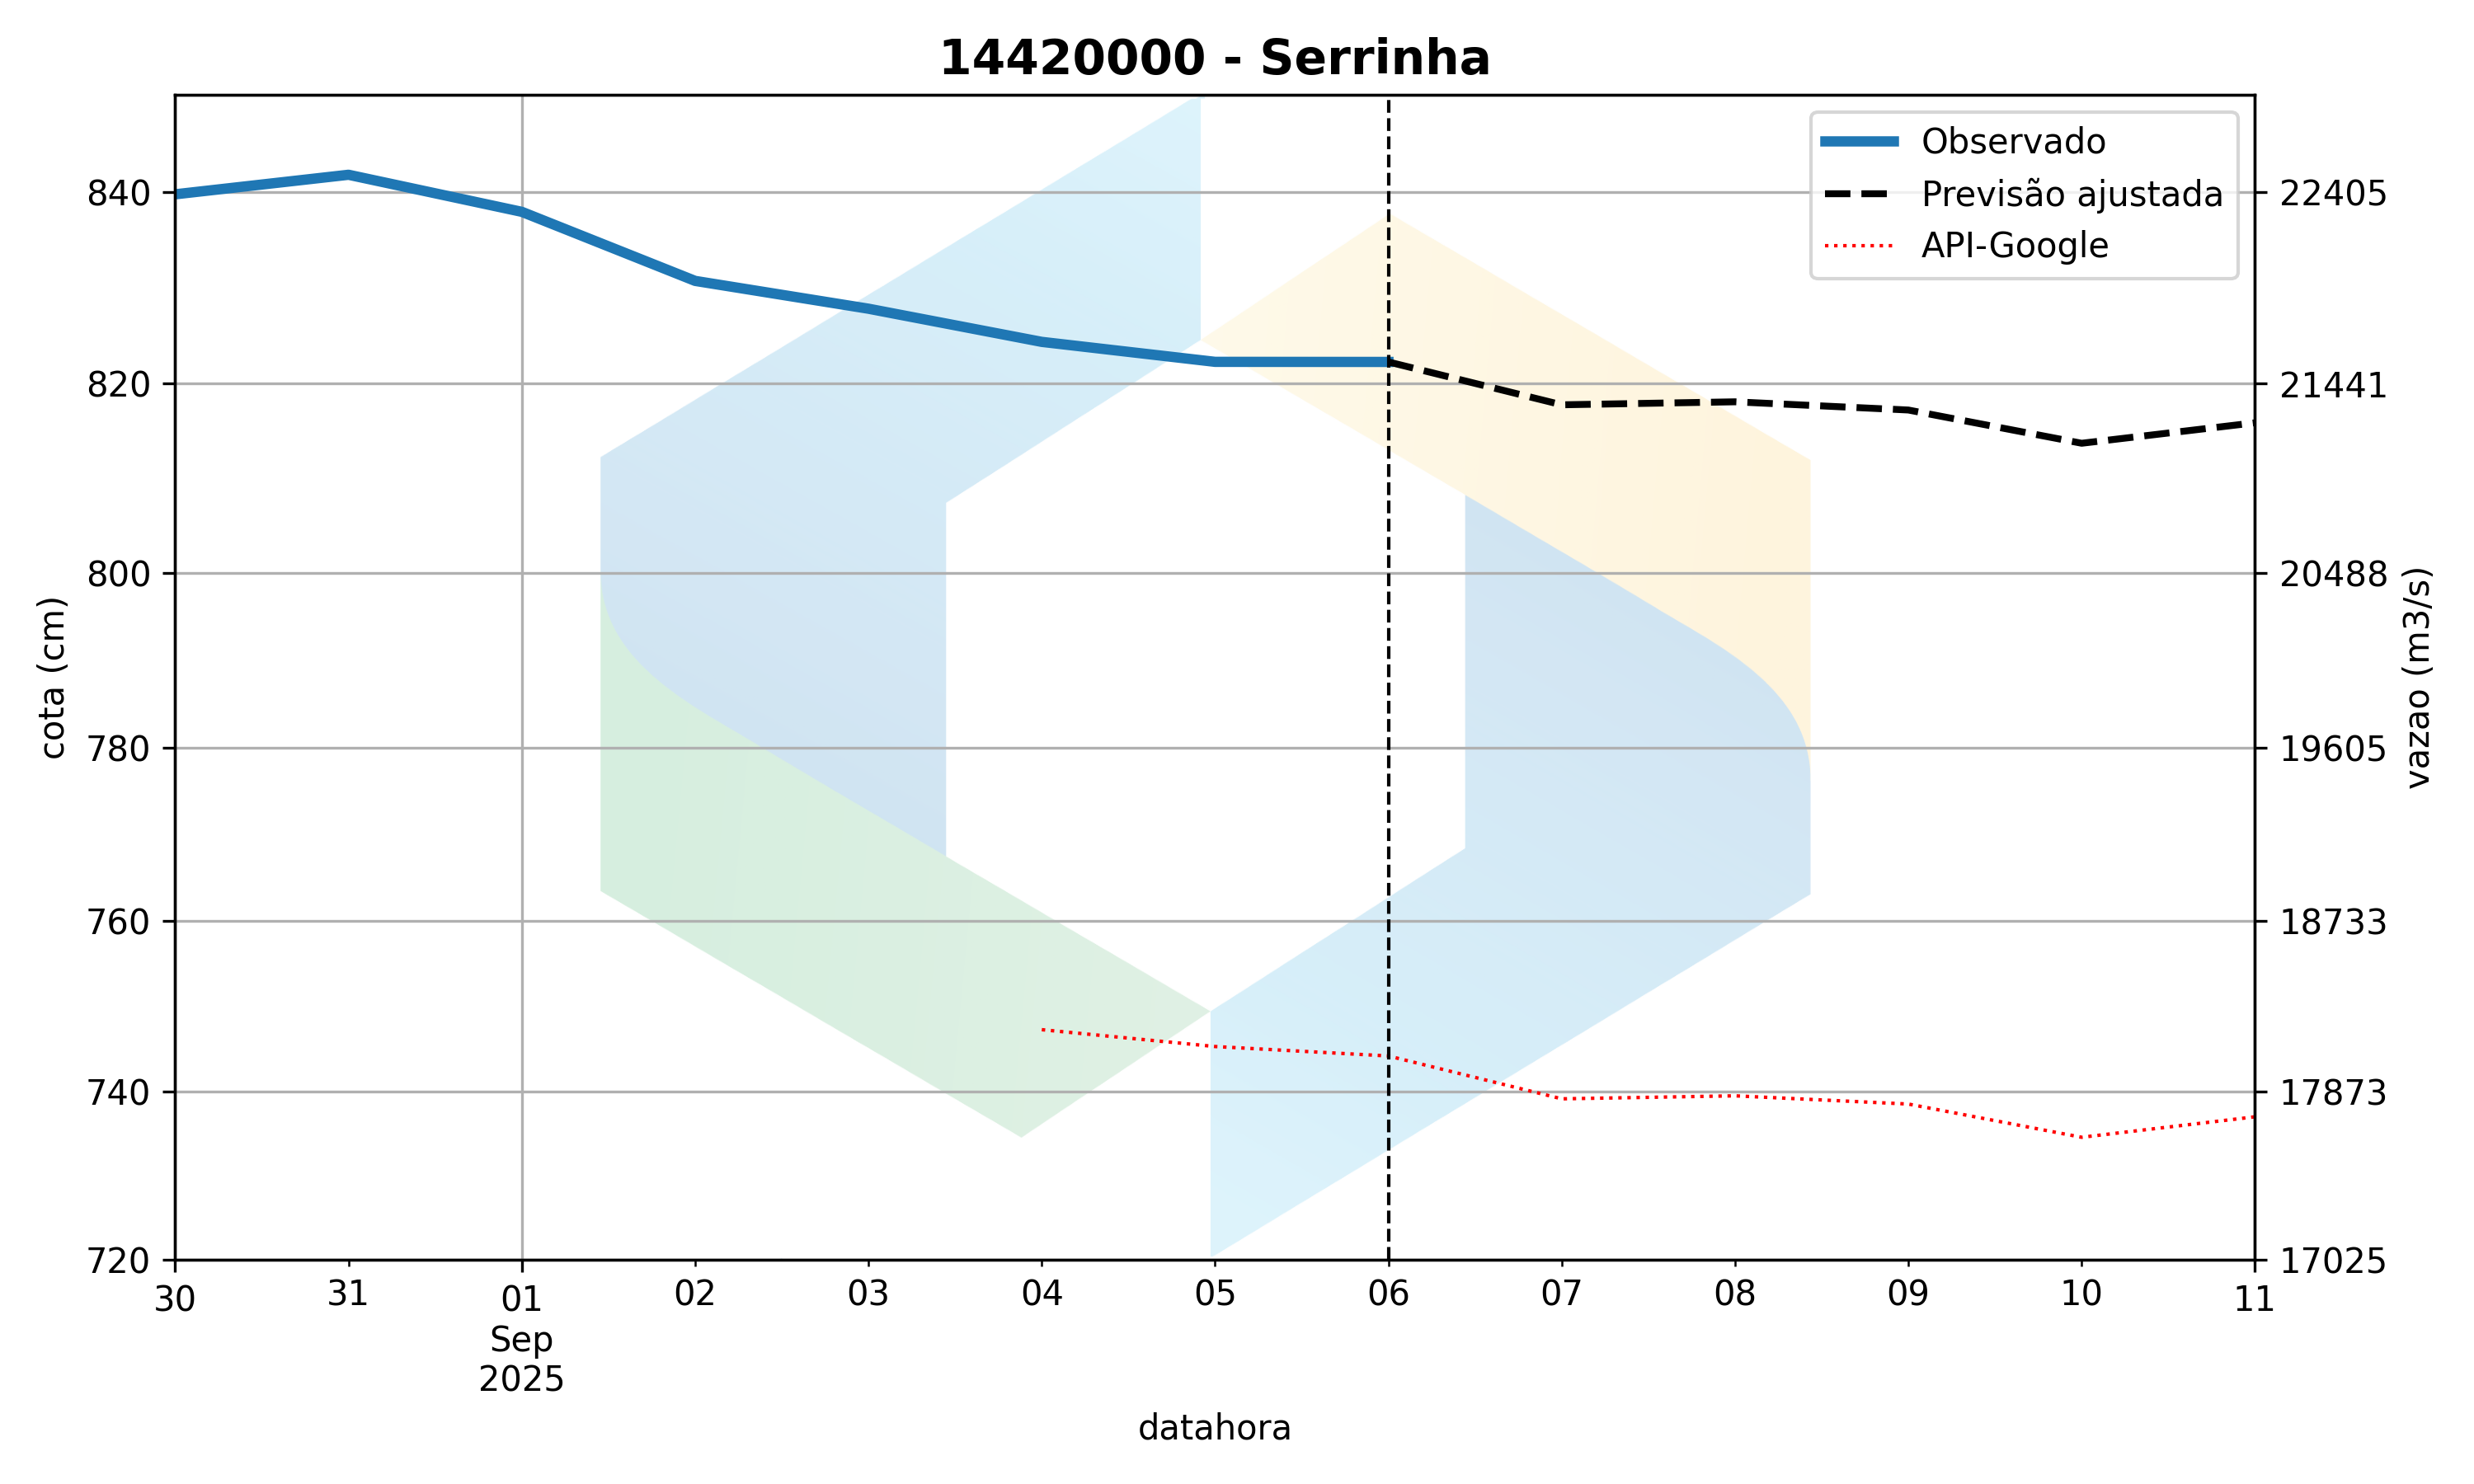 14420000 - Serrinha
Observado
Previsão ajustada
API-Google
840
820
800
780
760
740
720
cota (cm)
22405
21441
20488
19605
18733
17873
17025
vazao (m3/s)
30 31 01 02 03 04 05 06 07 08 09 10 11
Sep
2025
datahora